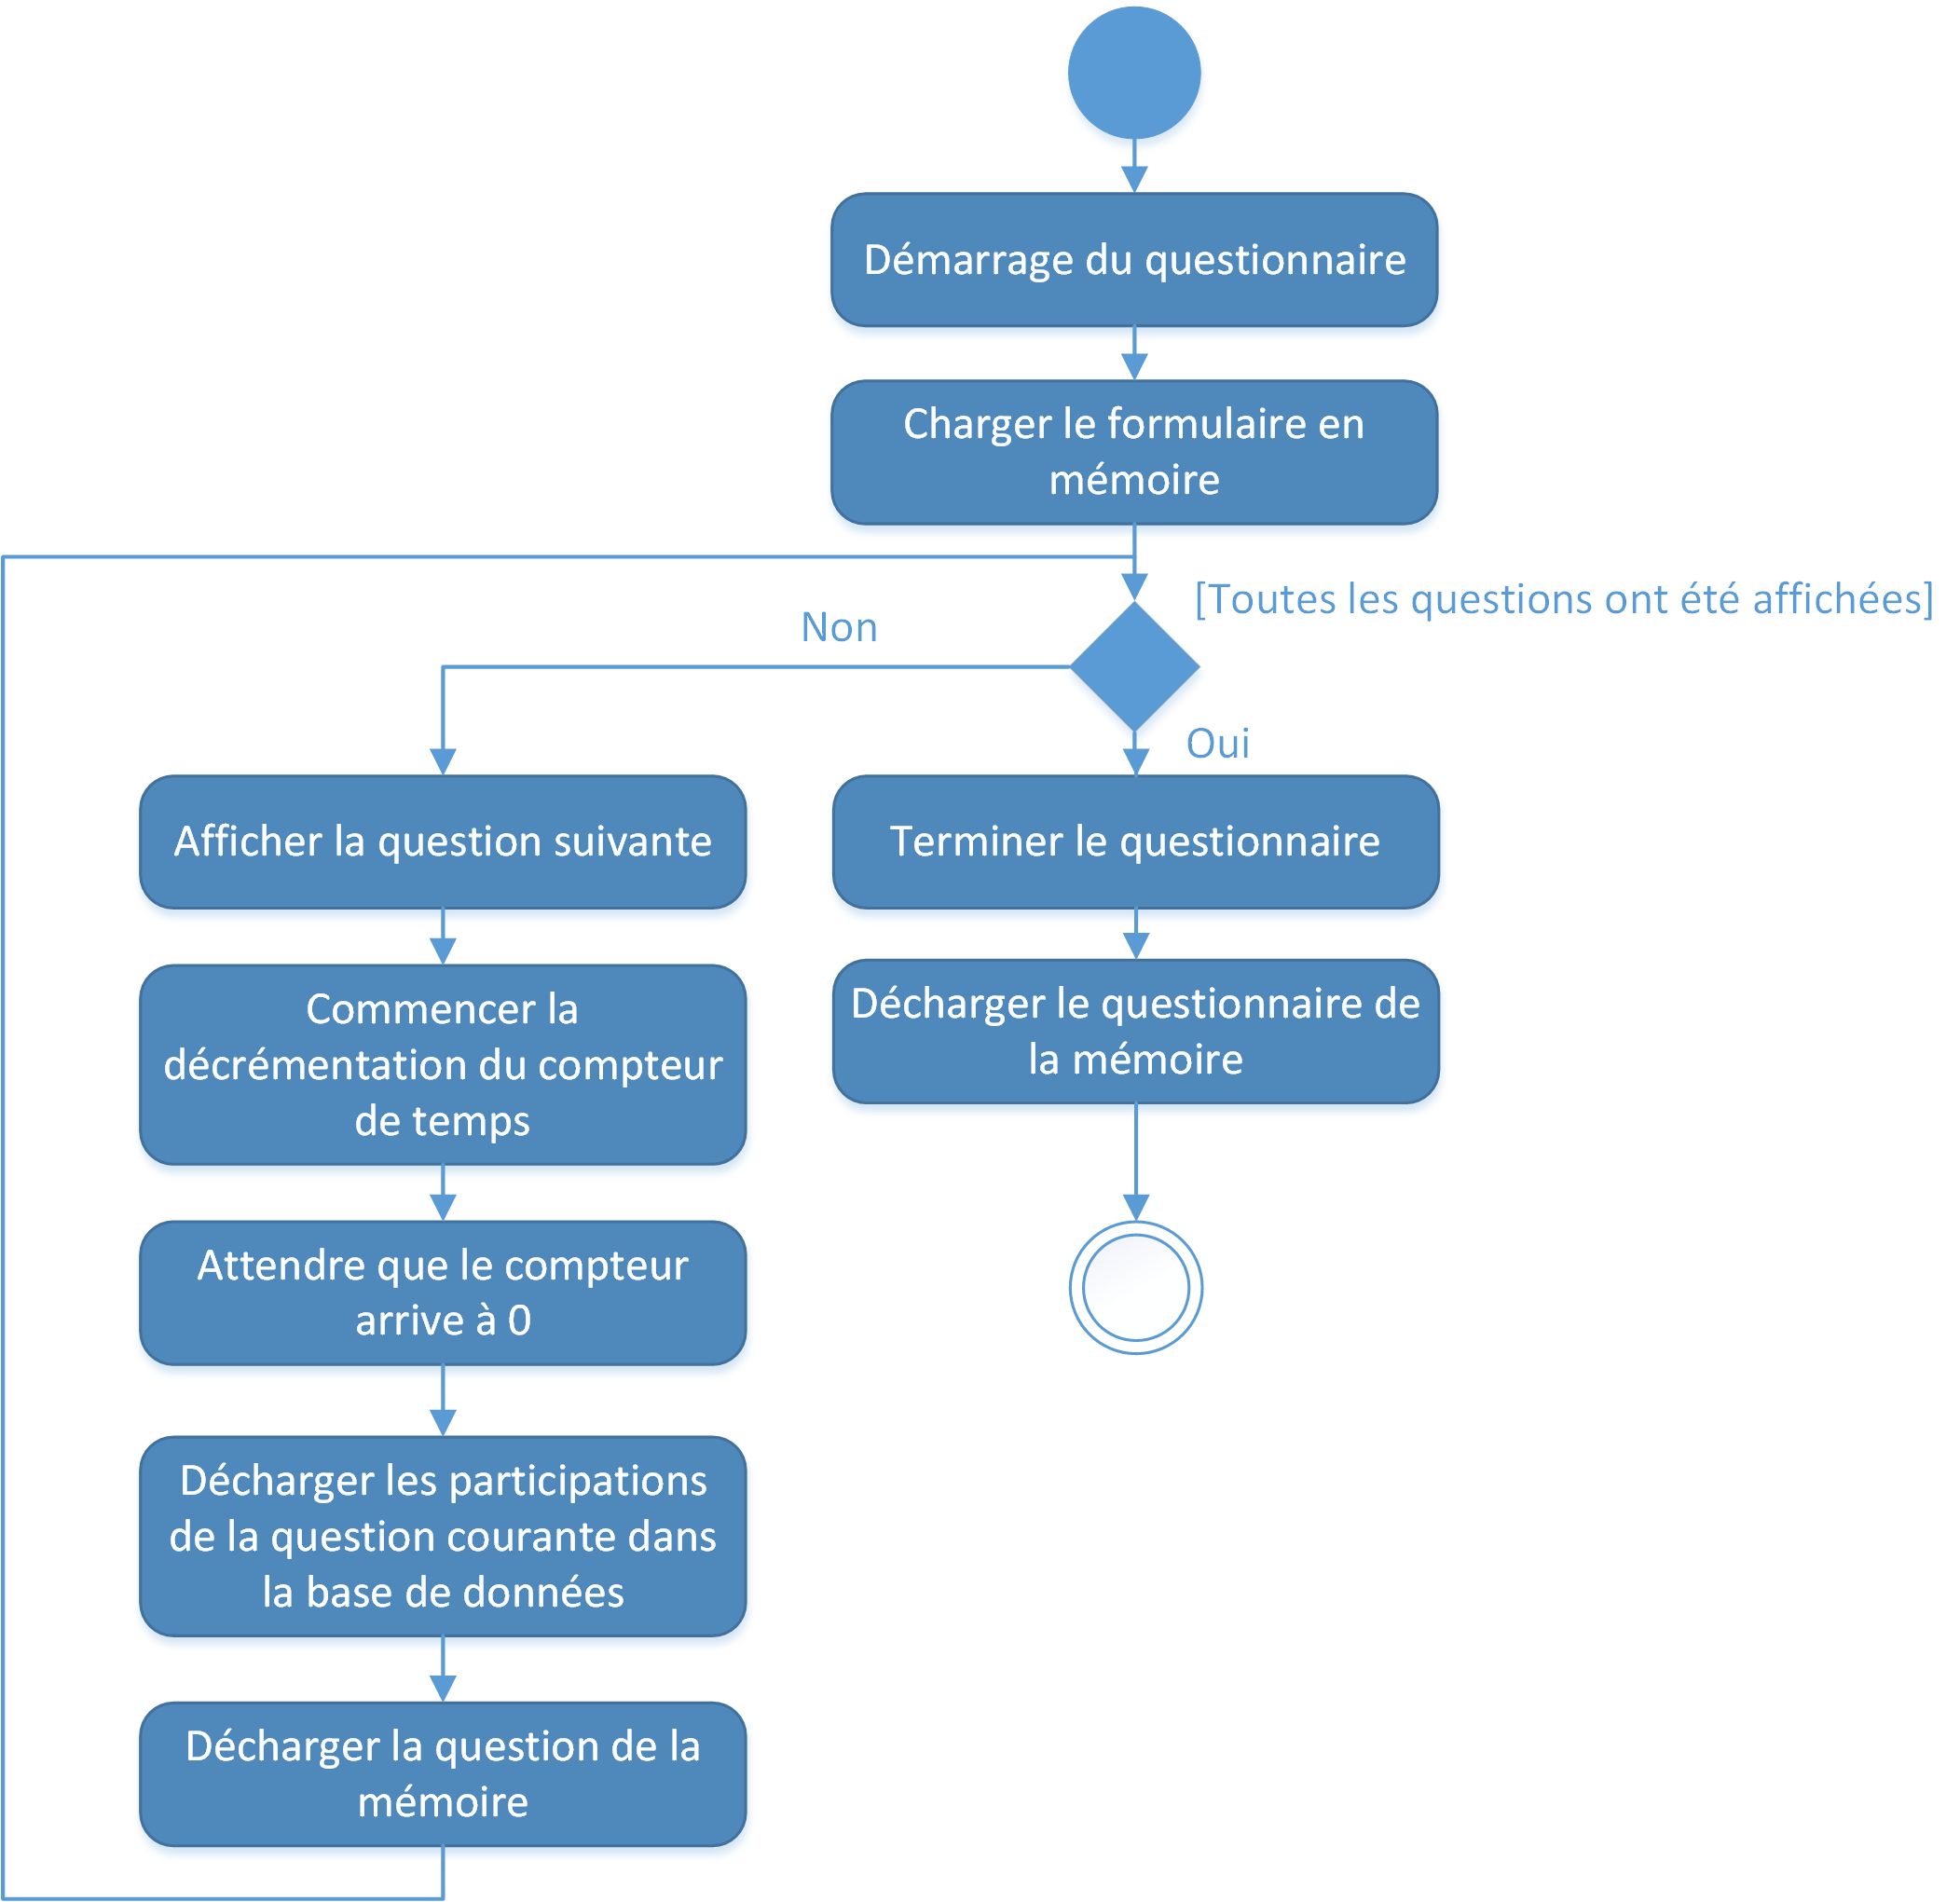 Démarrage du questionnaire
Charger le formulaire en
mémoire
[Toutes les questions ont été affichées]
Non
Oui
Afficher la question suivante
Terminer le questionnaire
Commencer la
décrémentation du compteur
de temps
Décharger le questionnaire de
la mémoire
Attendre que le compteur
arrive à 0
Décharger les participations
de la question courante dans
la base de données
Décharger la question de la
mémoire